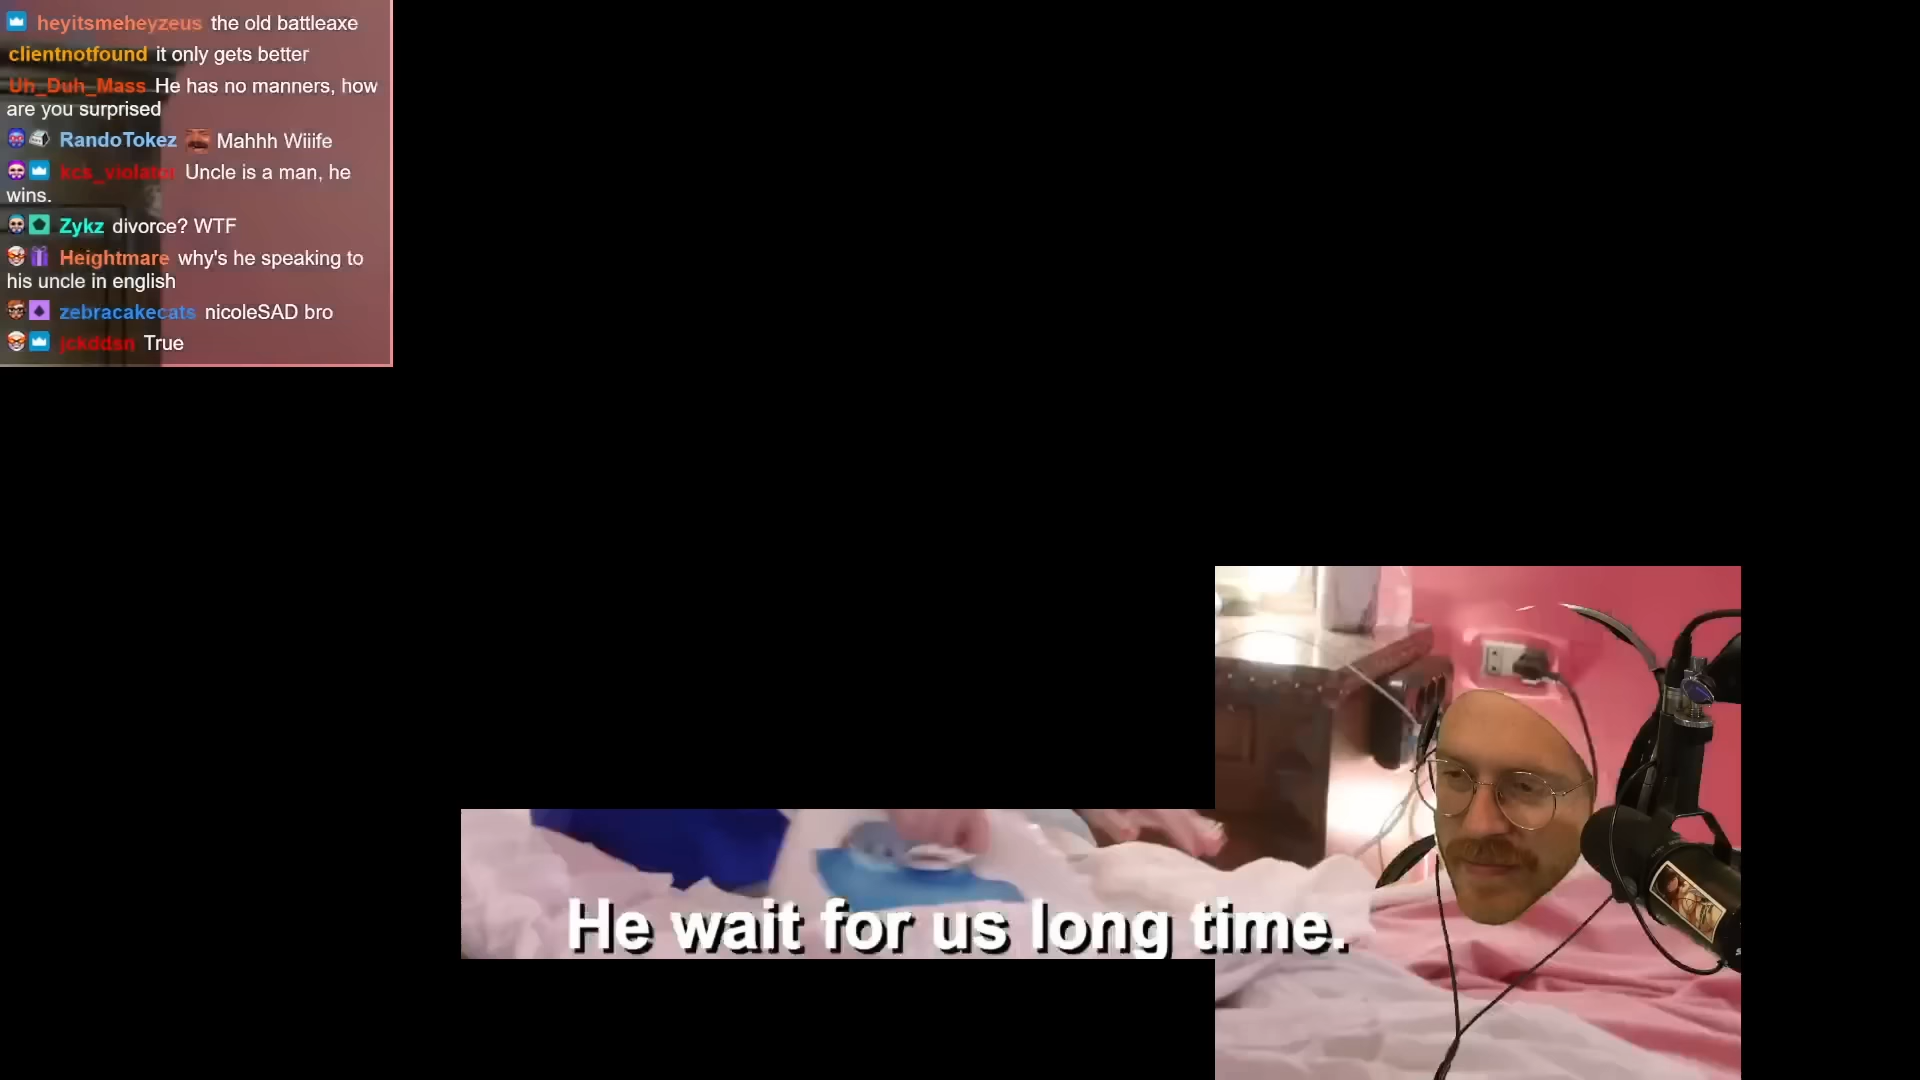 heyitsmeheyzeus the old battleaxe
clientnotfound it only gets better
Uh_Duh_Mass He has no manners, how
are you surprised
RandoTokez Mahhh Wiiife
kcs_violator Uncle is a man, he
wins.
Zykz divorce? WTF
Heightmare why's he speaking to
his uncle in english
zebracakecats nicoleSAD bro
jckddsn True
He wait for us long time.